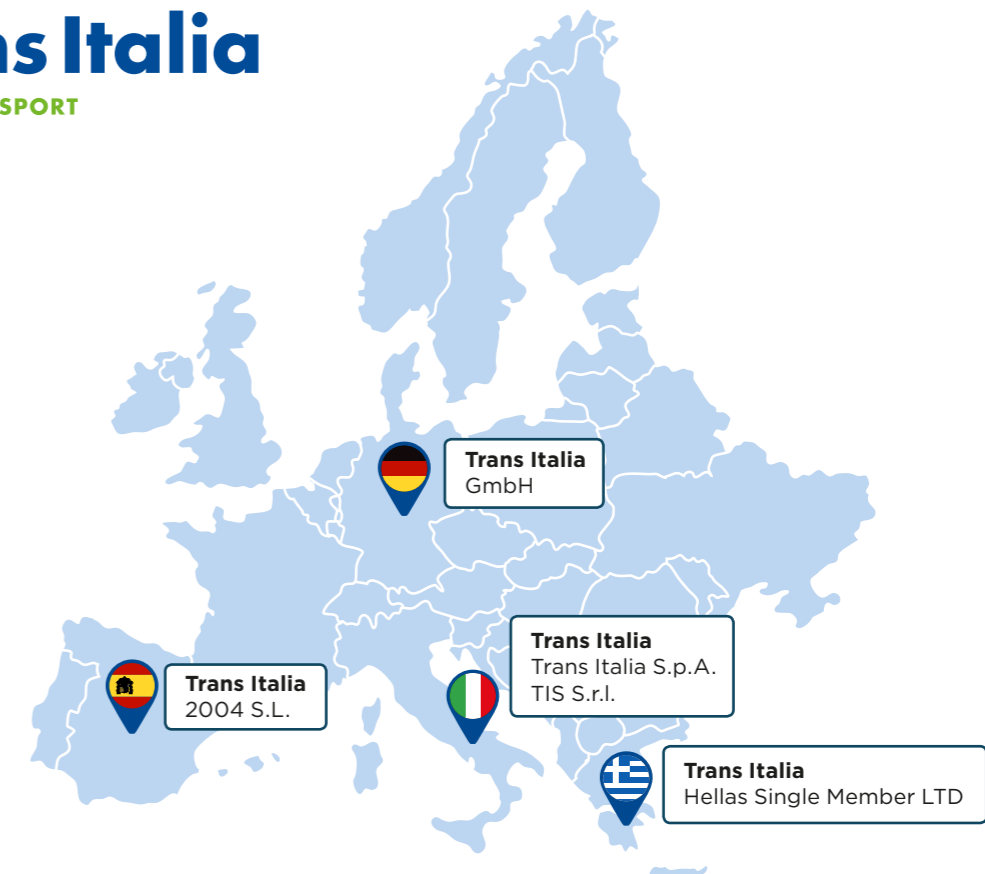 ns Italia
SPORT
Trans Italia
GmbH
Trans Italia
Trans Italia S.p.A.
TIS S.r.l.
Trans Italia
2004 S.L.
Trans Italia
Hellas Single Member LTD